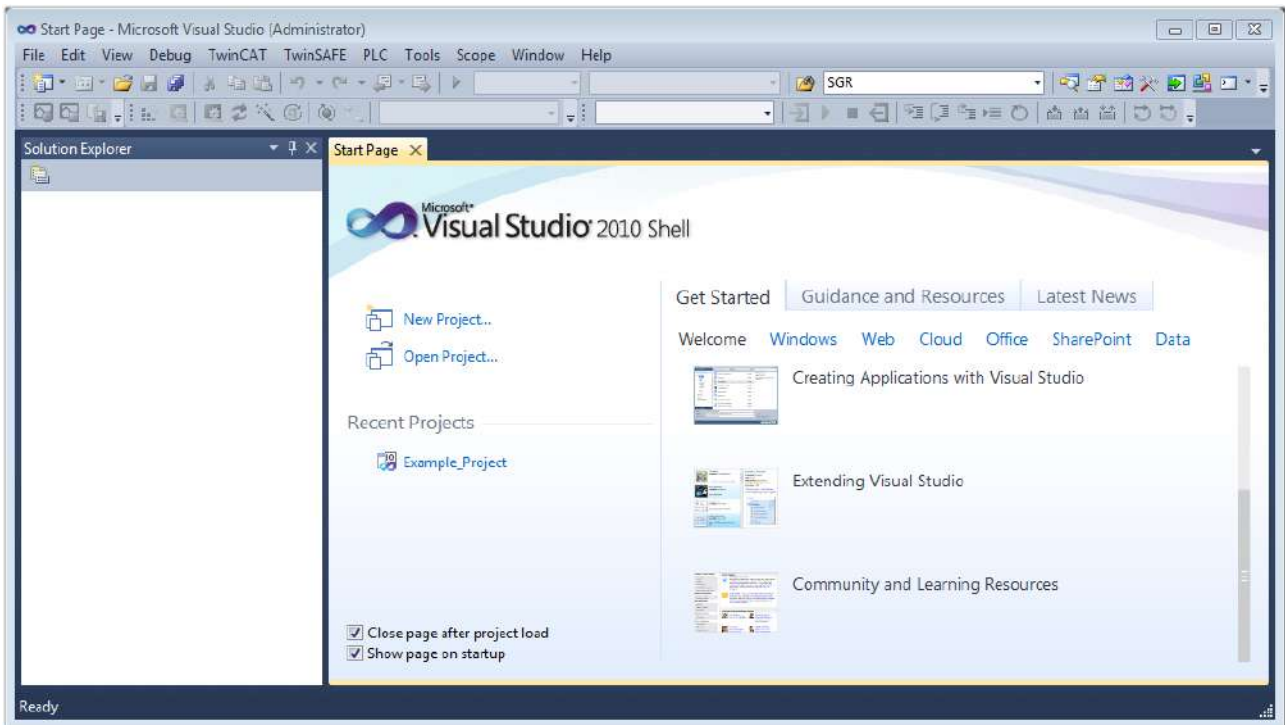 Start Page - Microsoft Visual Studio (Administrator)
File Edit View Debug TwinCAT TwinSAFE PLC Tools Scope Window Help
SGR
Solution Explorer
Start Page
Microsoft
Visual Studio 2010 Shell
New Project...
Open Project...
Recent Projects
Example_Project
Close page after project load
Show page on startup
Get Started Guidance and Resources Latest News
Welcome Windows Web Cloud Office SharePoint Data
Creating Applications with Visual Studio
Extending Visual Studio
Community and Learning Resources
Ready